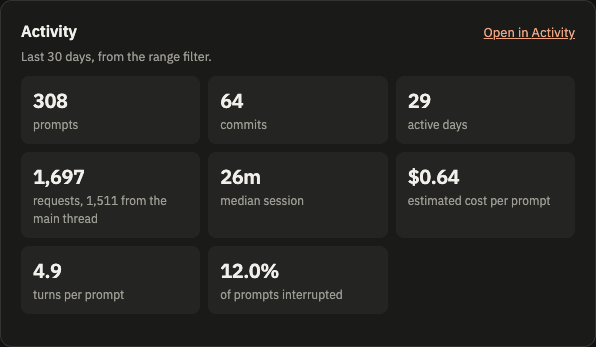 Activity
Open in Activity
Last 30 days, from the range filter.
308
prompts
64
commits
29
active days
1,697
requests, 1,511 from the
main thread
26m
median session
$0.64
estimated cost per prompt
4.9
turns per prompt
12.0%
of prompts interrupted